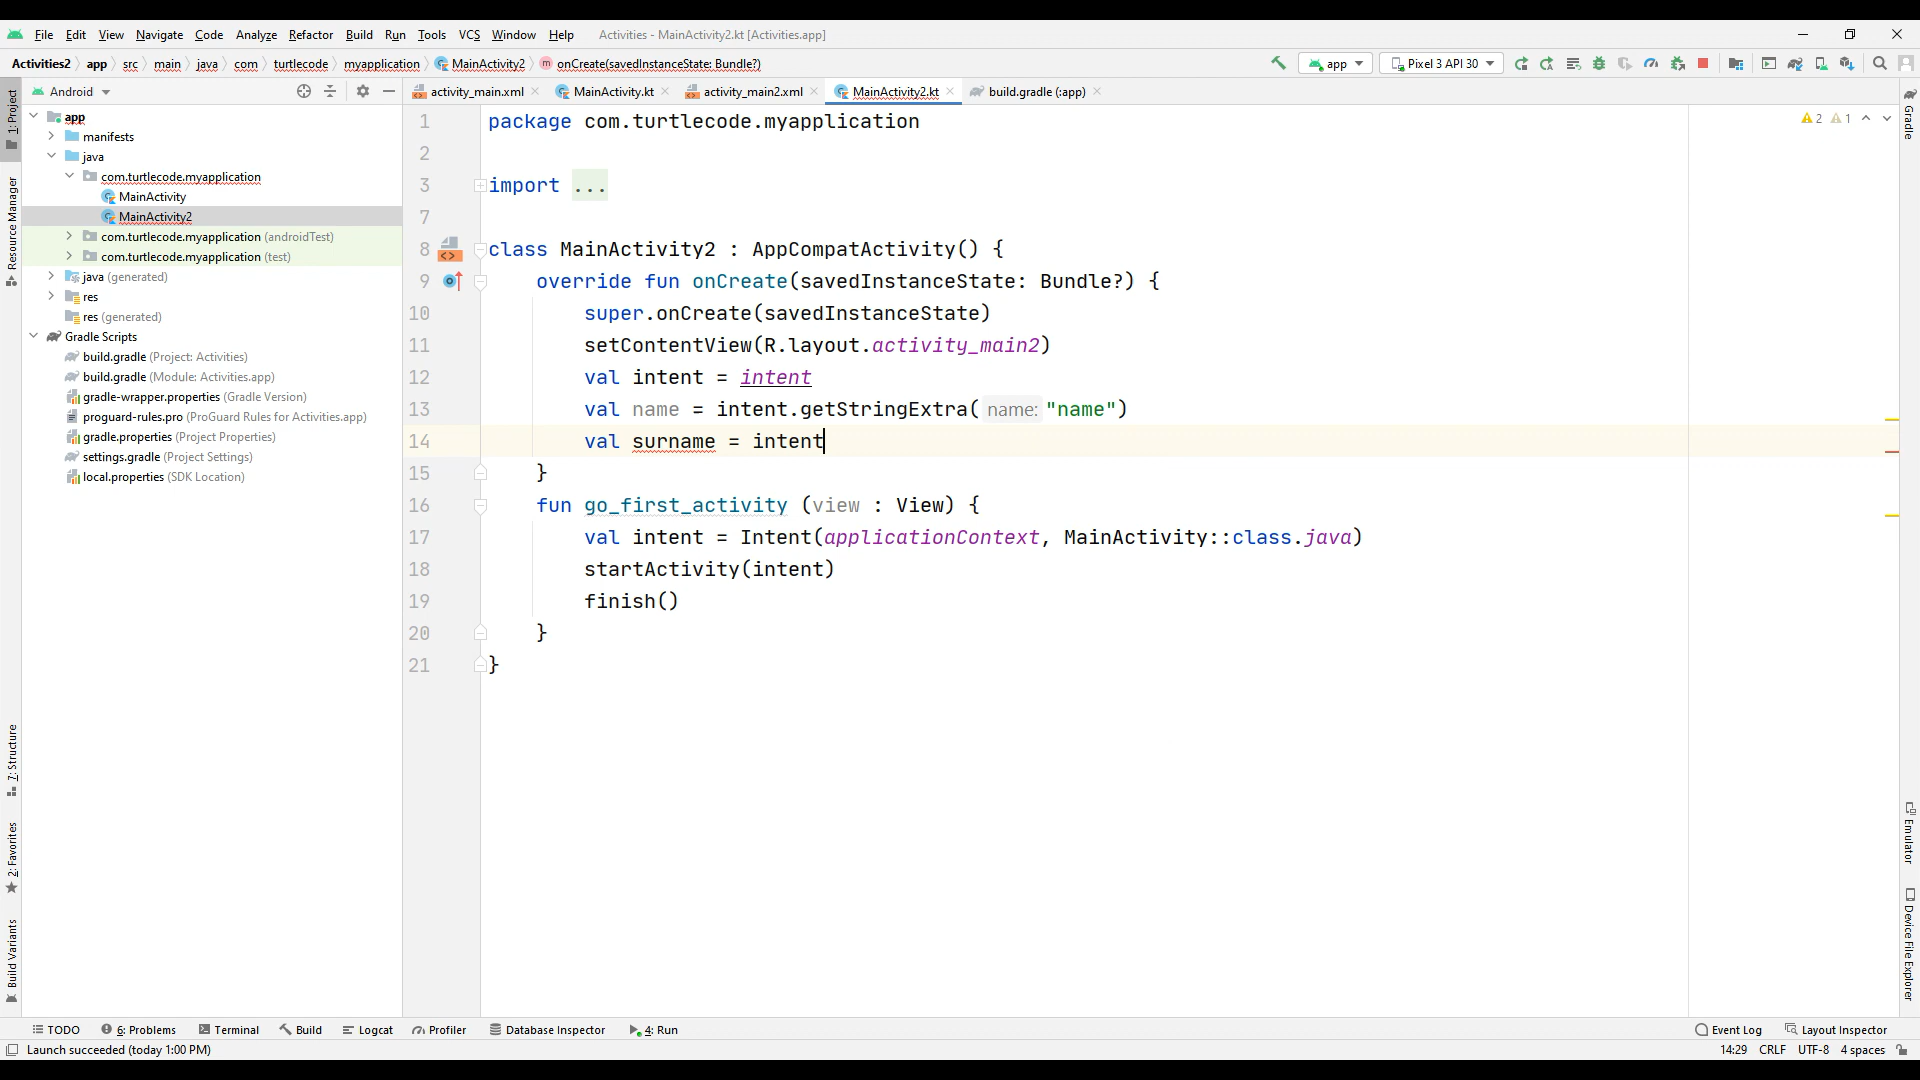 File Edit View Navigate Code Analyze Refactor Build Run Tools VCS Window Help Activities - MainActivity2.kt [Activities.app]
Activities2 app src main java com turtlecode myapplication MainActivity2 onCreate(savedInstanceState: Bundle?) app Pixel 3 API 30
Android
activity_main.xml MainActivity.kt activity_main2.xml MainActivity2.kt build.gradle (:app)
1: Project
Resource Manager
7: Structure
2: Favorites
Build Variants
app
manifests
java
com.turtlecode.myapplication
MainActivity
MainActivity2
com.turtlecode.myapplication (androidTest)
com.turtlecode.myapplication (test)
java (generated)
res
res (generated)
Gradle Scripts
build.gradle (Project: Activities)
build.gradle (Module: Activities.app)
gradle-wrapper.properties (Gradle Version)
proguard-rules.pro (ProGuard Rules for Activities.app)
gradle.properties (Project Properties)
settings.gradle (Project Settings)
local.properties (SDK Location)
1 package com.turtlecode.myapplication
2
3 import ...
7
8 class MainActivity2 : AppCompatActivity() {
9 override fun onCreate(savedInstanceState: Bundle?) {
10 super.onCreate(savedInstanceState)
11 setContentView(R.layout.activity_main2)
12 val intent = intent
13 val name = intent.getStringExtra( name: "name")
14 val surname = intent
15 }
16 fun go_first_activity (view : View) {
17 val intent = Intent(applicationContext, MainActivity::class.java)
18 startActivity(intent)
19 finish()
20 }
21 }
2 1
Gradle
Emulator
Device File Explorer
TODO 6: Problems Terminal Build Logcat Profiler Database Inspector 4: Run Event Log Layout Inspector
Launch succeeded (today 1:00 PM) 14:29 CRLF UTF-8 4 spaces